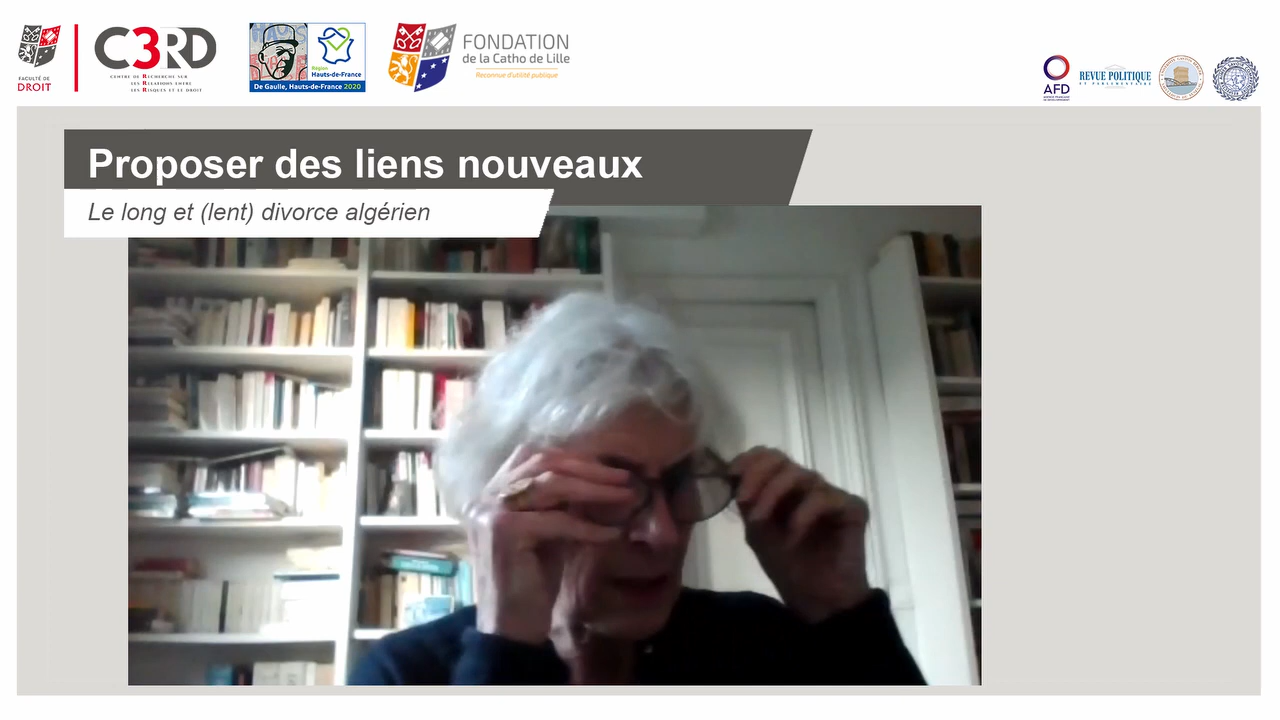 FACULTÉ DE
DROIT
C3RD
CENTRE DE RECHERCHE SUR
LES RELATIONS ENTRE
LES RISQUES ET LE DROIT
Région
Hauts-de-France
De Gaulle, Hauts-de-France 2020
FONDATION
de la Catho de Lille
Reconnue d'utilité publique
AFD
REVUE POLITIQUE
ET PARLEMENTAIRE
Proposer des liens nouveaux
Le long et (lent) divorce algérien